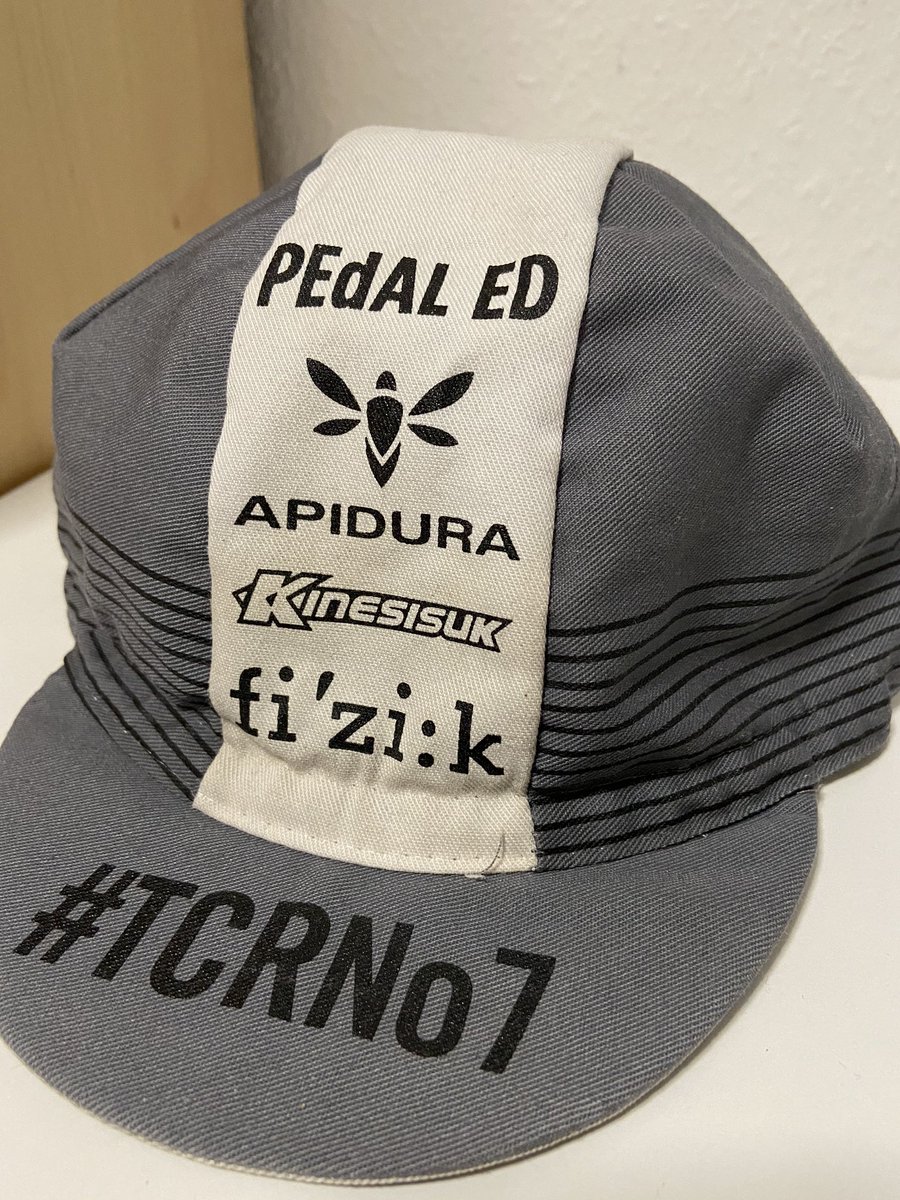 PEdAL ED
APIDURA
KINESISUK
fi'zi:k
#TCRNo7